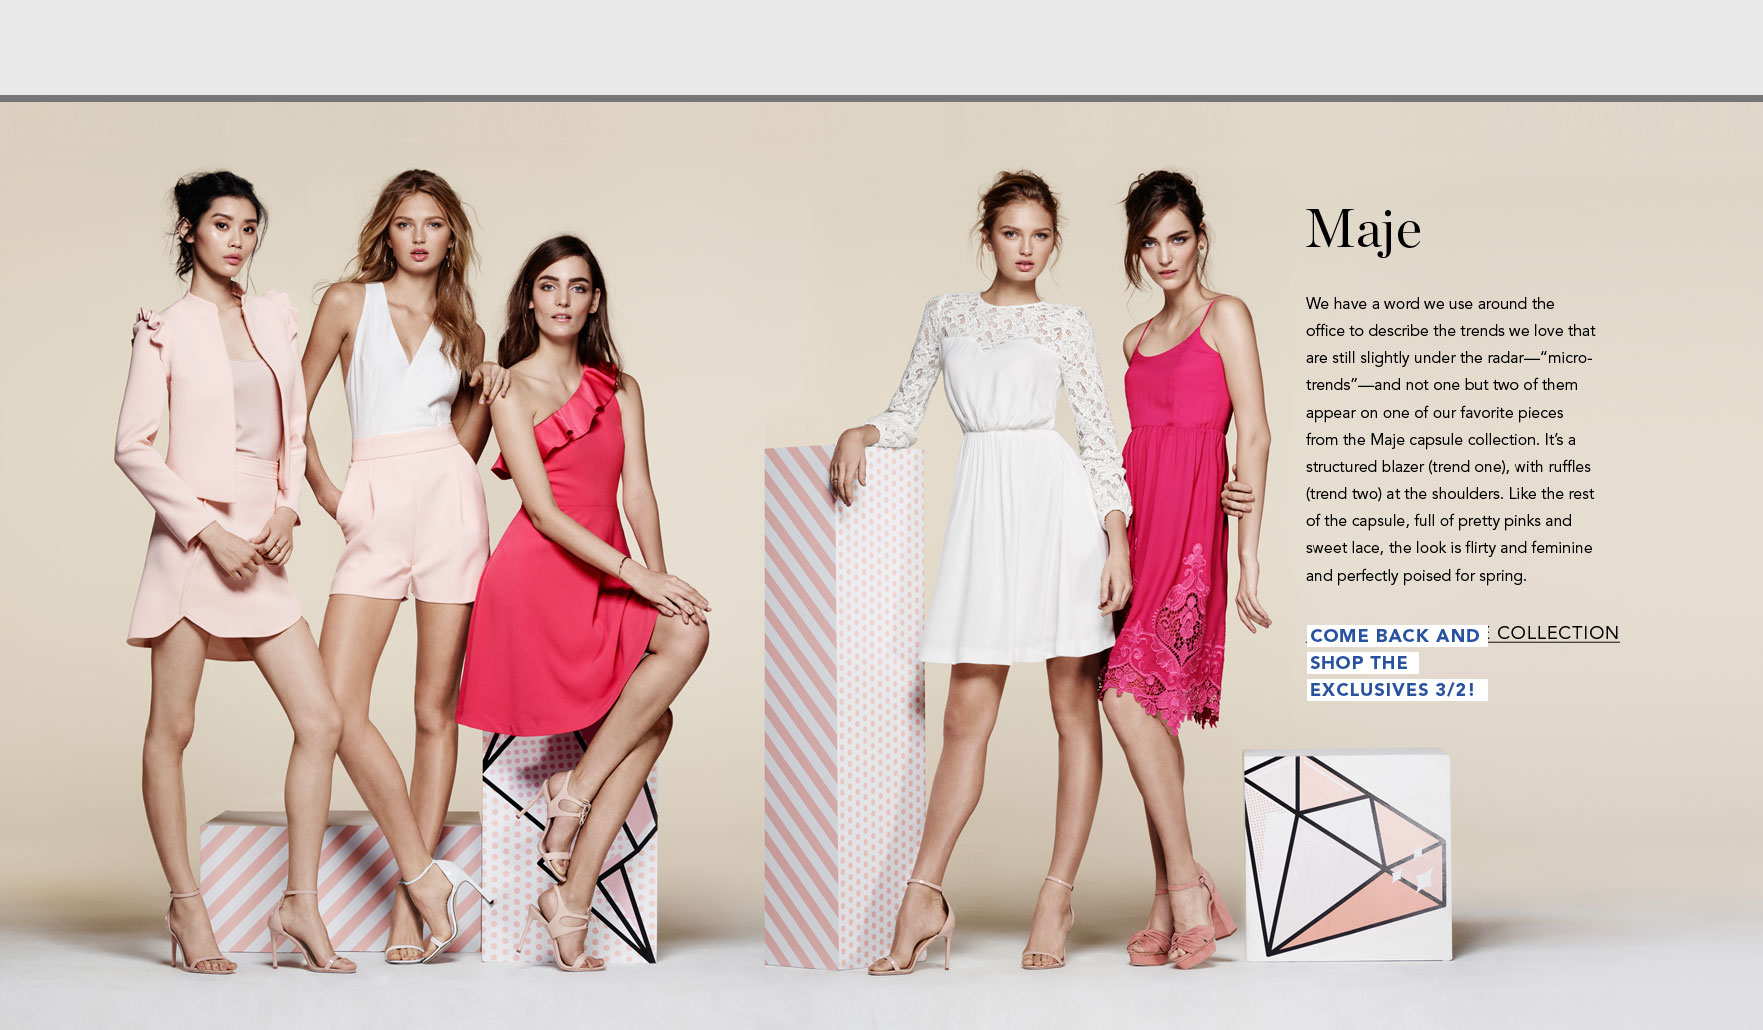 Maje
We have a word we use around the
office to describe the trends we love that
are still slightly under the radar—“micro-
trends”—and not one but two of them
appear on one of our favorite pieces
from the Maje capsule collection. It’s a
structured blazer (trend one), with ruffles
(trend two) at the shoulders. Like the rest
of the capsule, full of pretty pinks and
sweet lace, the look is flirty and feminine
and perfectly poised for spring.
COME BACK AND COLLECTION
SHOP THE
EXCLUSIVES 3/2!